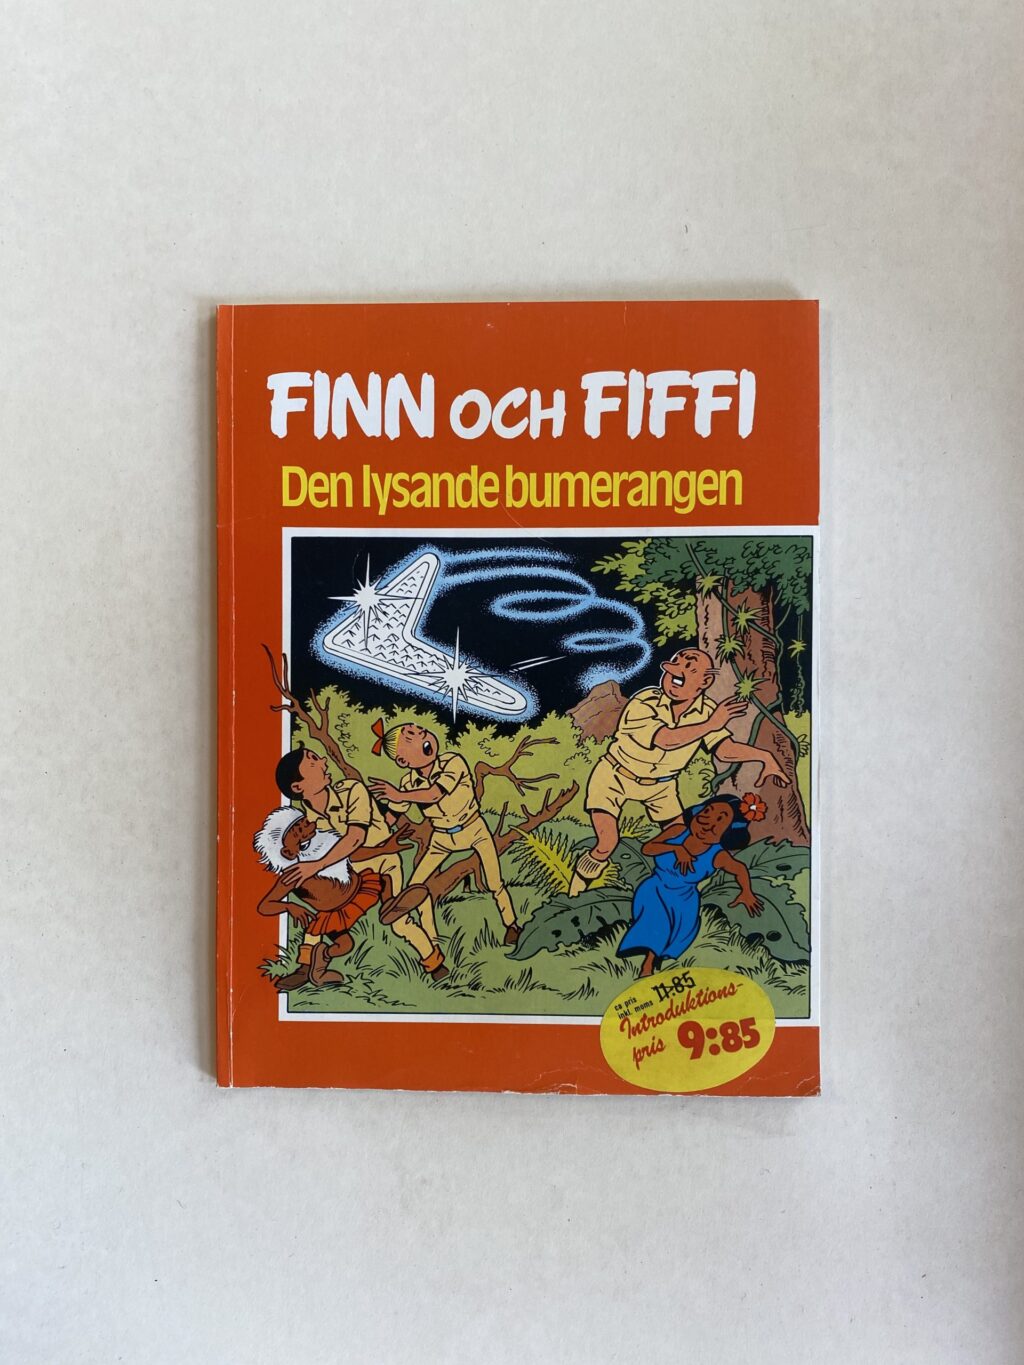 FINN OCH FIFFI
Den lysande bumerangen
ca pris
inkl. moms 11:85
Introduktions-
pris 9:85